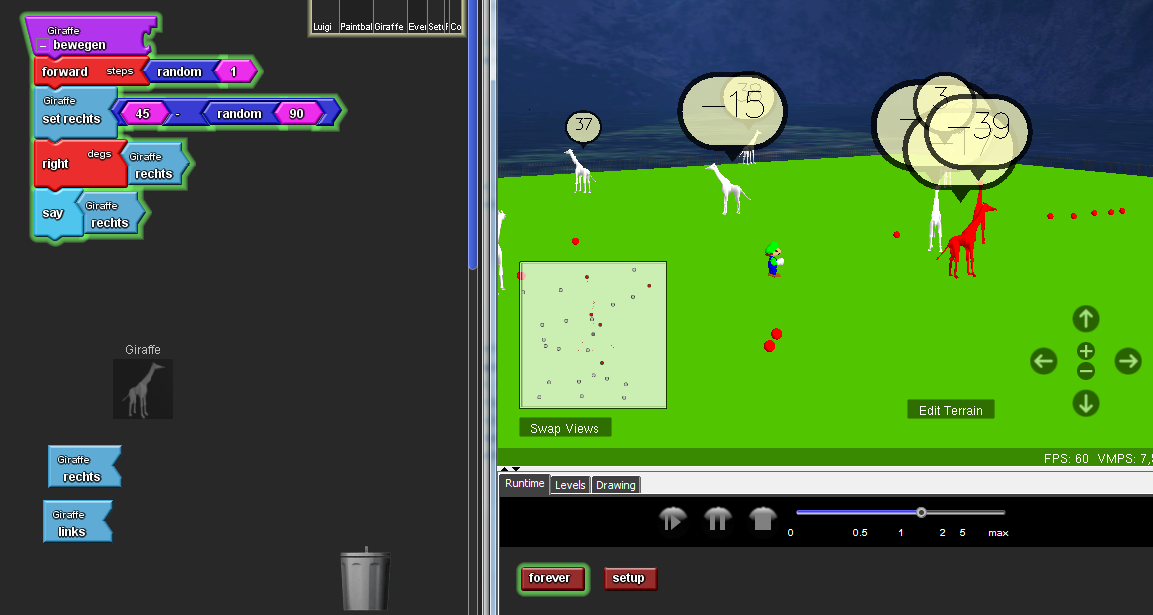 Luigi Paintbal Giraffe Ever Setu F Co
Giraffe
bewegen
forward steps random 1
Giraffe
set rechts 45 - random 90
right degs Giraffe
rechts
say Giraffe
rechts
Giraffe
Giraffe
rechts
Giraffe
links
37
-15
3
-39
-17
Swap Views
Edit Terrain
FPS: 60 VMPS: 7,5
Runtime Levels Drawing
0 0.5 1 2 5 max
forever setup